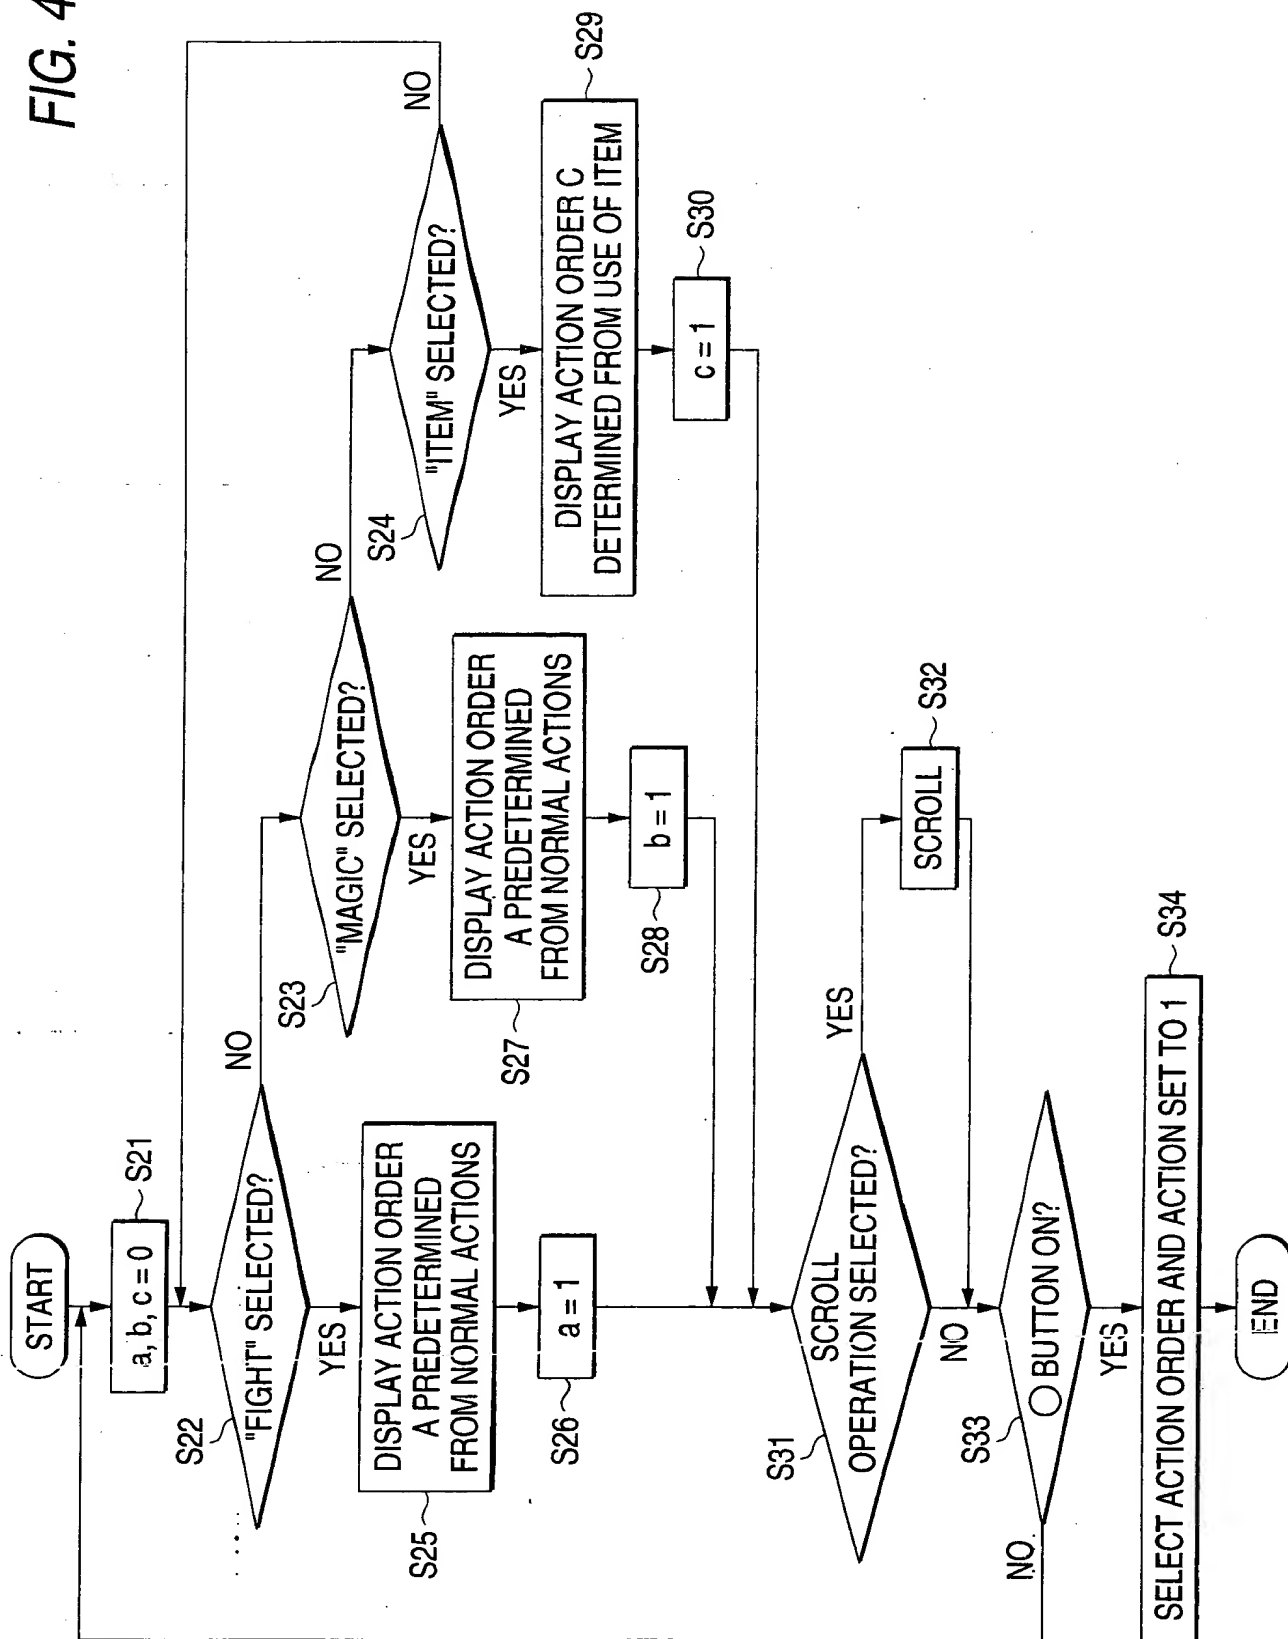 FIG. 4
START
a, b, c = 0
S21
"FIGHT" SELECTED?
S22
NO
YES
"MAGIC" SELECTED?
S23
NO
YES
"ITEM" SELECTED?
S24
NO
YES
DISPLAY ACTION ORDER
A PREDETERMINED
FROM NORMAL ACTIONS
S25
a = 1
S26
DISPLAY ACTION ORDER
A PREDETERMINED
FROM NORMAL ACTIONS
S27
b = 1
S28
DISPLAY ACTION ORDER C
DETERMINED FROM USE OF ITEM
S29
c = 1
S30
SCROLL
OPERATION SELECTED?
S31
YES
NO
SCROLL
S32
○ BUTTON ON?
S33
NO
YES
SELECT ACTION ORDER AND ACTION SET TO 1
S34
END